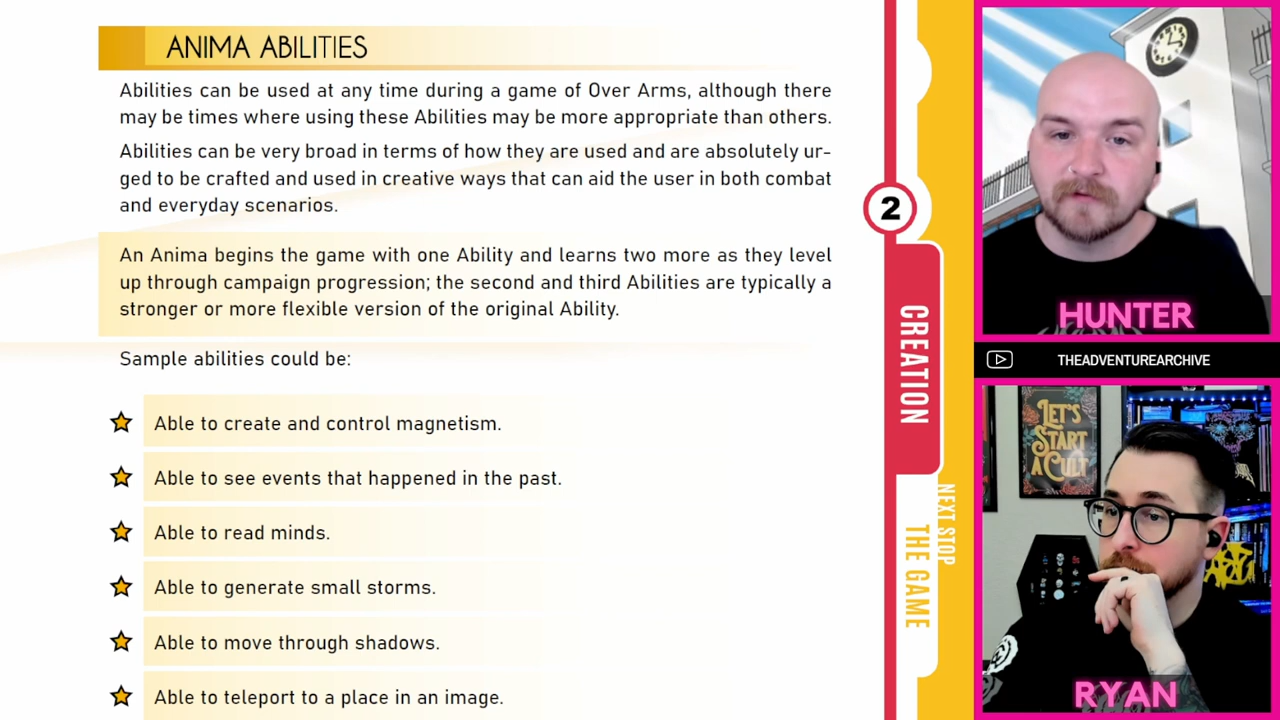 ANIMA ABILITIES
Abilities can be used at any time during a game of Over Arms, although there
may be times where using these Abilities may be more appropriate than others.
Abilities can be very broad in terms of how they are used and are absolutely ur-
ged to be crafted and used in creative ways that can aid the user in both combat
and everyday scenarios.
An Anima begins the game with one Ability and learns two more as they level
up through campaign progression; the second and third Abilities are typically a
stronger or more flexible version of the original Ability.
Sample abilities could be:
Able to create and control magnetism.
Able to see events that happened in the past.
Able to read minds.
Able to generate small storms.
Able to move through shadows.
Able to teleport to a place in an image.
2
CREATION
NEXT STOP
THE GAME
HUNTER
THEADVENTUREARCHIVE
LET'S
START
A CULT
RYAN